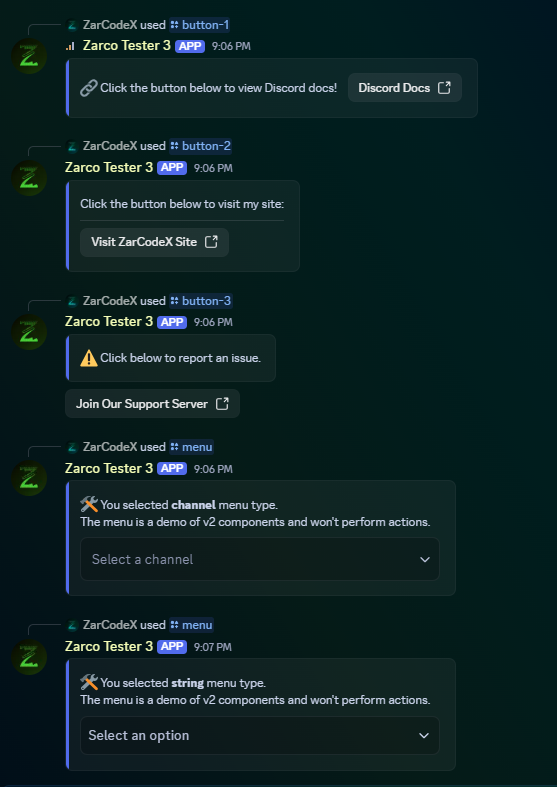 ZarCodeX used button-1
Zarco Tester 3 APP 9:06 PM
Click the button below to view Discord docs! Discord Docs
ZarCodeX used button-2
Zarco Tester 3 APP 9:06 PM
Click the button below to visit my site:
Visit ZarCodeX Site
ZarCodeX used button-3
Zarco Tester 3 APP 9:06 PM
Click below to report an issue.
Join Our Support Server
ZarCodeX used menu
Zarco Tester 3 APP 9:06 PM
You selected channel menu type.
The menu is a demo of v2 components and won't perform actions.
Select a channel
ZarCodeX used menu
Zarco Tester 3 APP 9:07 PM
You selected string menu type.
The menu is a demo of v2 components and won't perform actions.
Select an option